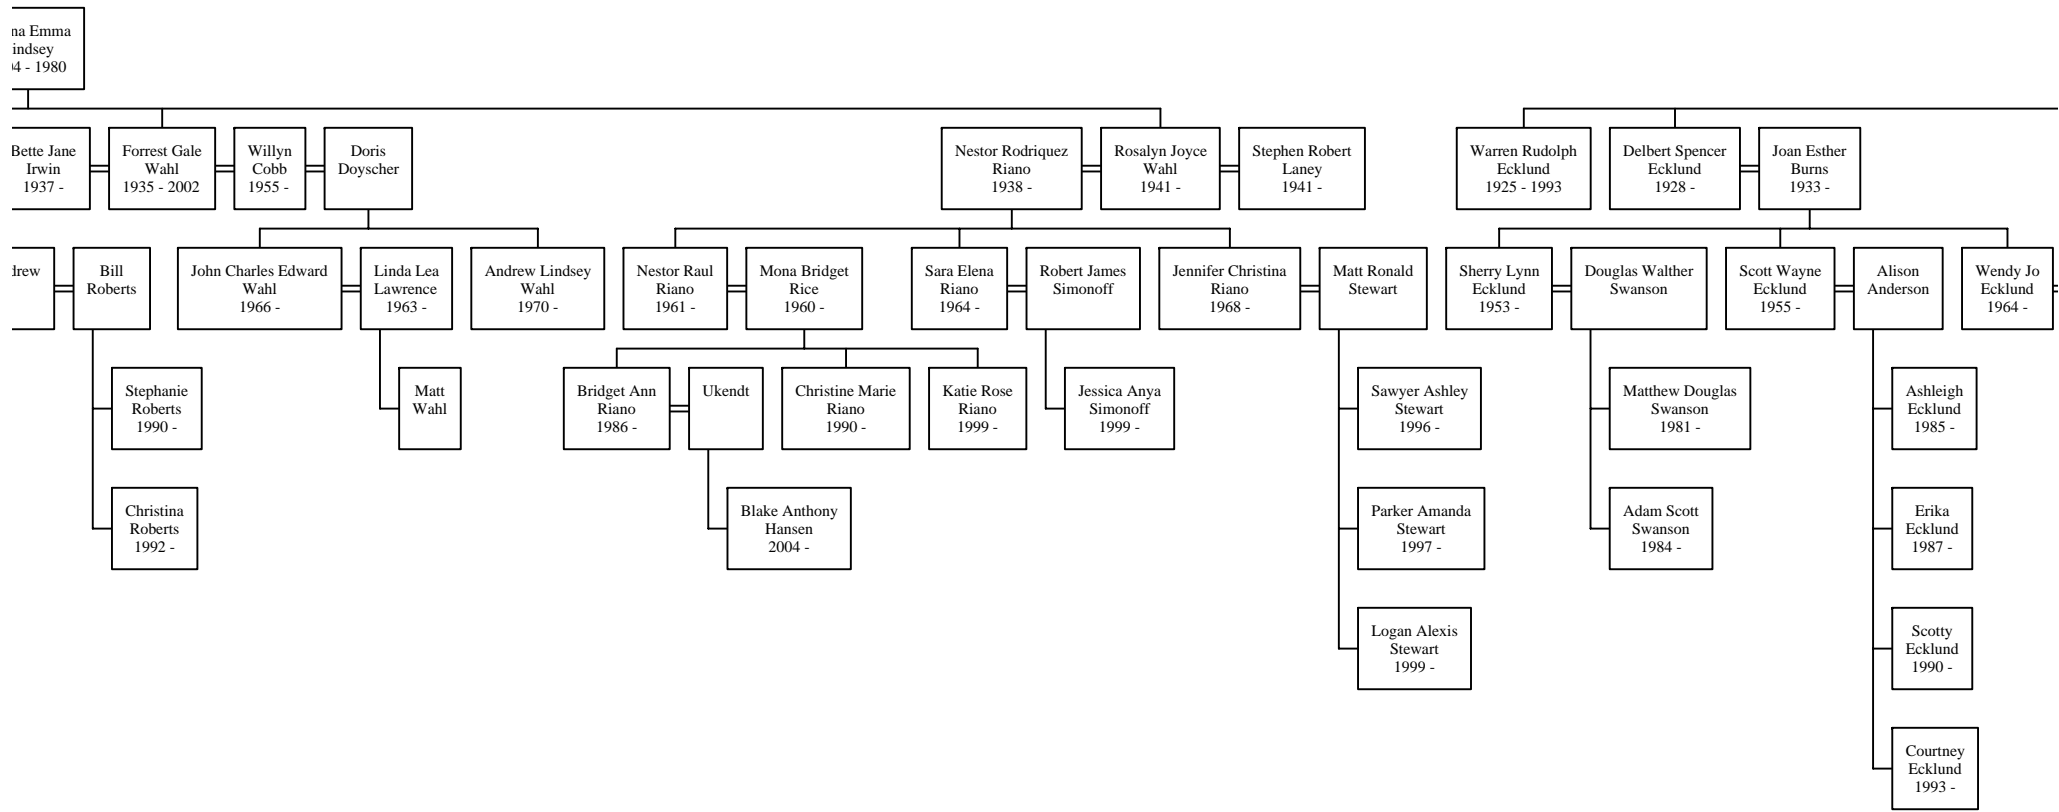 1980
Bette Jane
Irwin
1937 -
Forrest Gale
Wahl
1935 - 2002
Willyn
Cobb
1955 -
Doris
Doyscher
Nestor Rodriquez
Riano
1938 -
Rosalyn Joyce
Wahl
1941 -
Stephen Robert
Laney
1941 -
Warren Rudolph
Ecklund
1925 - 1993
Delbert Spencer
Ecklund
1928 -
Joan Esther
Burns
1933 -
Bill
Roberts
John Charles Edward
Wahl
1966 -
Linda Lea
Lawrence
1963 -
Andrew Lindsey
Wahl
1970 -
Nestor Raul
Riano
1961 -
Mona Bridget
Rice
1960 -
Sara Elena
Riano
1964 -
Robert James
Simonoff
Jennifer Christina
Riano
1968 -
Matt Ronald
Stewart
Sherry Lynn
Ecklund
1953 -
Douglas Walther
Swanson
Scott Wayne
Ecklund
1955 -
Alison
Anderson
Wendy Jo
Ecklund
1964 -
Stephanie
Roberts
1990 -
Matt
Wahl
Bridget Ann
Riano
1986 -
Ukendt
Christine Marie
Riano
1990 -
Katie Rose
Riano
1999 -
Jessica Anya
Simonoff
1999 -
Sawyer Ashley
Stewart
1996 -
Matthew Douglas
Swanson
1981 -
Ashleigh
Ecklund
1985 -
Christina
Roberts
1992 -
Blake Anthony
Hansen
2004 -
Parker Amanda
Stewart
1997 -
Adam Scott
Swanson
1984 -
Erika
Ecklund
1987 -
Logan Alexis
Stewart
1999 -
Scotty
Ecklund
1990 -
Courtney
Ecklund
1993 -